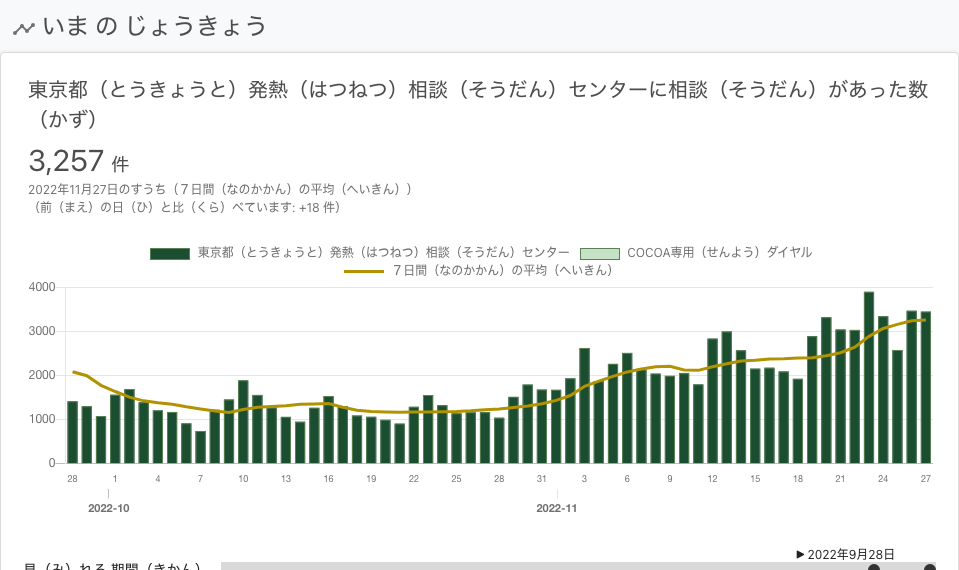 いま の じょうきょう
東京都（とうきょうと）発熱（はつねつ）相談（そうだん）センターに相談（そうだん）があった数
（かず）
3,257 件
2022年11月27日のすうち（７日間（なのかかん）の平均（へいきん））
（前（まえ）の日（ひ）と比（くら）べています: +18 件）
東京都（とうきょうと）発熱（はつねつ）相談（そうだん）センター COCOA専用（せんよう）ダイヤル
７日間（なのかかん）の平均（へいきん）
4000
3000
2000
1000
0
28 1 4 7 10 13 16 19 22 25 28 31 3 6 9 12 15 18 21 24 27
2022-10 2022-11
▶ 2022年9月28日
見（み）れる 期間（きかん）